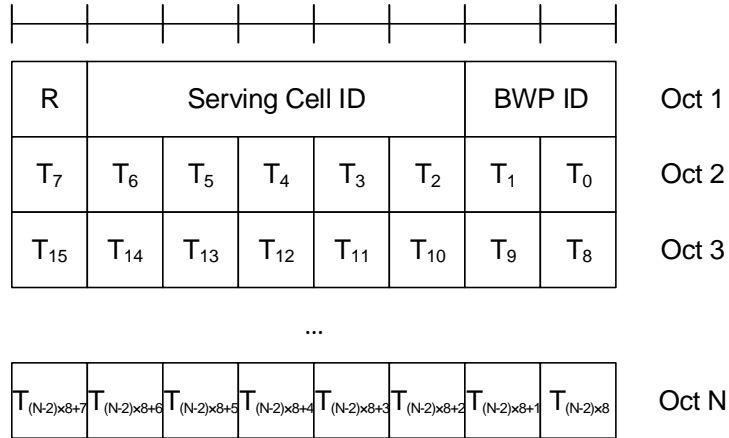 R Serving Cell ID BWP ID Oct 1
T7 T6 T5 T4 T3 T2 T1 T0 Oct 2
T15 T14 T13 T12 T11 T10 T9 T8 Oct 3
...
T(N-2)×8+7 T(N-2)×8+6 T(N-2)×8+5 T(N-2)×8+4 T(N-2)×8+3 T(N-2)×8+2 T(N-2)×8+1 T(N-2)×8 Oct N